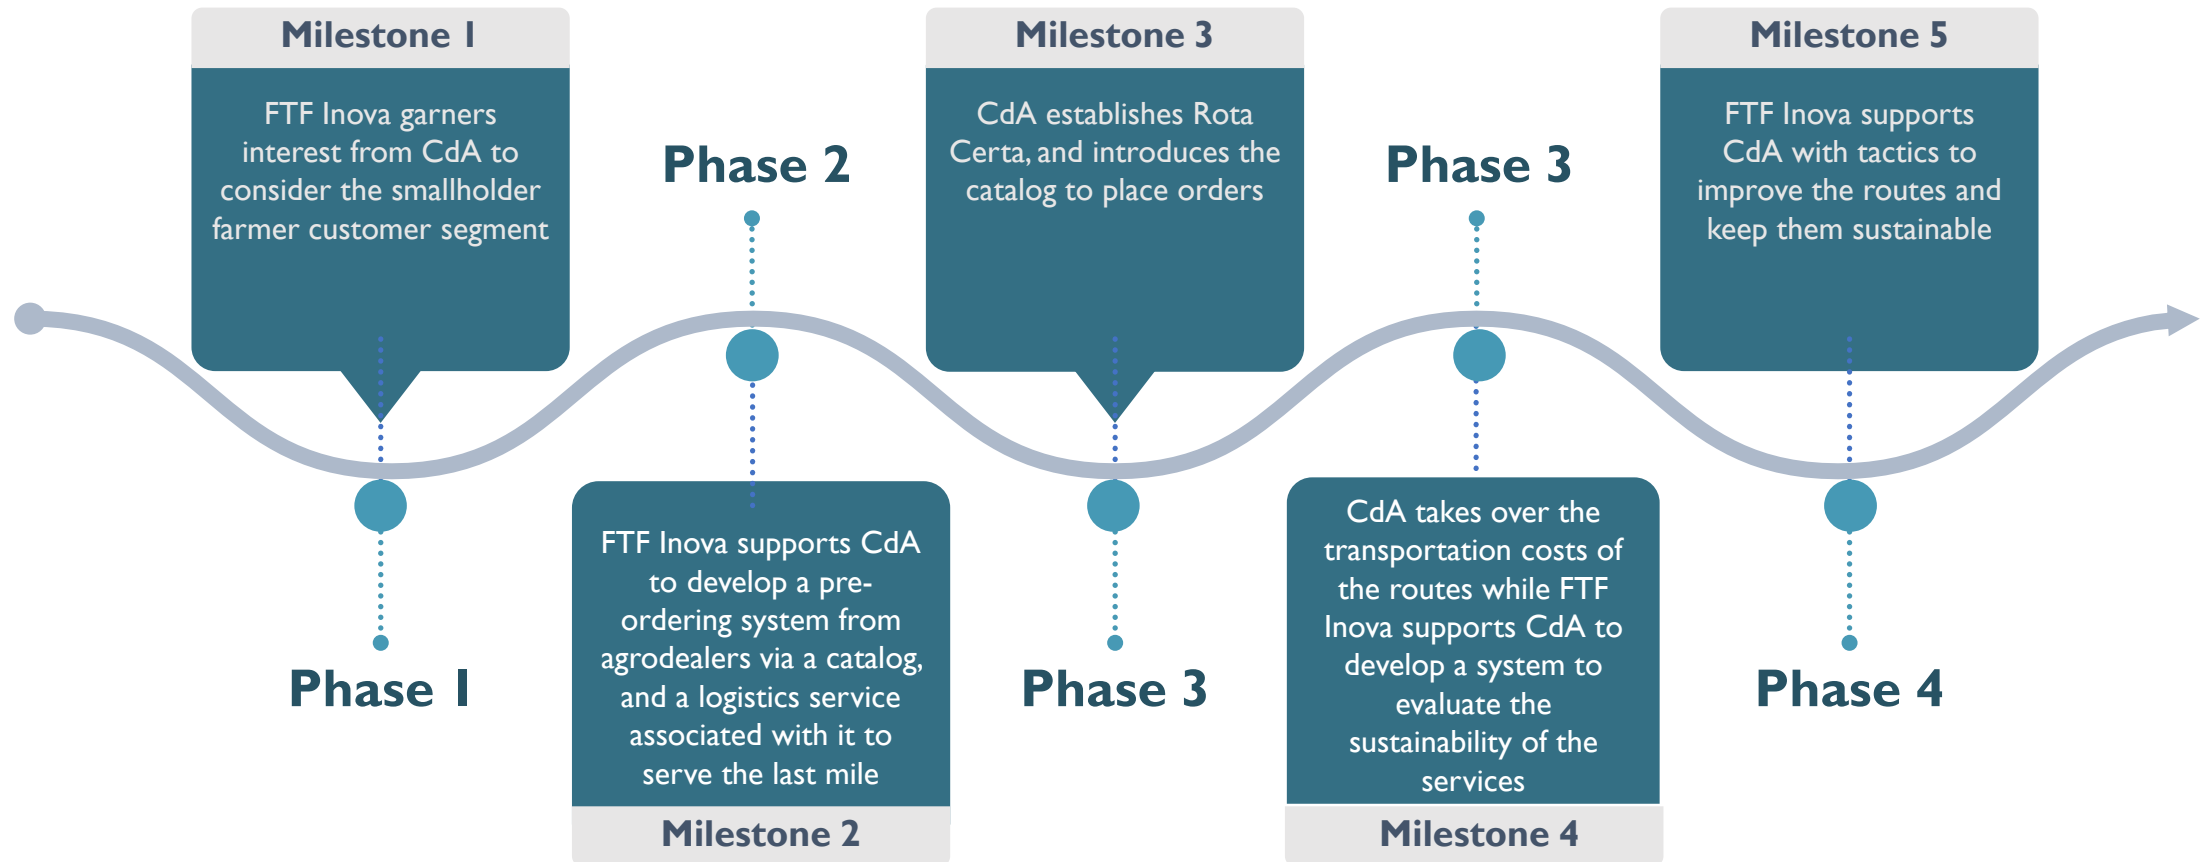 Milestone 1
FTF Inova garners
interest from CdA to
consider the smallholder
farmer customer segment
Phase 1
Phase 2
FTF Inova supports CdA
to develop a pre-
ordering system from
agrodealers via a catalog,
and a logistics service
associated with it to
serve the last mile
Milestone 2
Milestone 3
CdA establishes Rota
Certa, and introduces the
catalog to place orders
Phase 3
Phase 3
CdA takes over the
transportation costs of
the routes while FTF
Inova supports CdA to
develop a system to
evaluate the
sustainability of the
services
Milestone 4
Milestone 5
FTF Inova supports
CdA with tactics to
improve the routes and
keep them sustainable
Phase 4